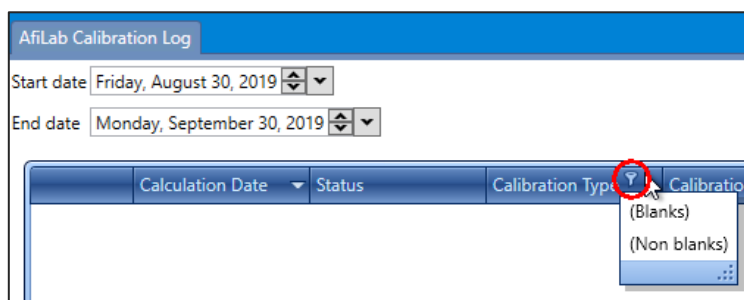 AfiLab Calibration Log
Start date Friday, August 30, 2019
End date Monday, September 30, 2019
Calculation Date Status Calibration Type Calibratio
(Blanks)
(Non blanks)